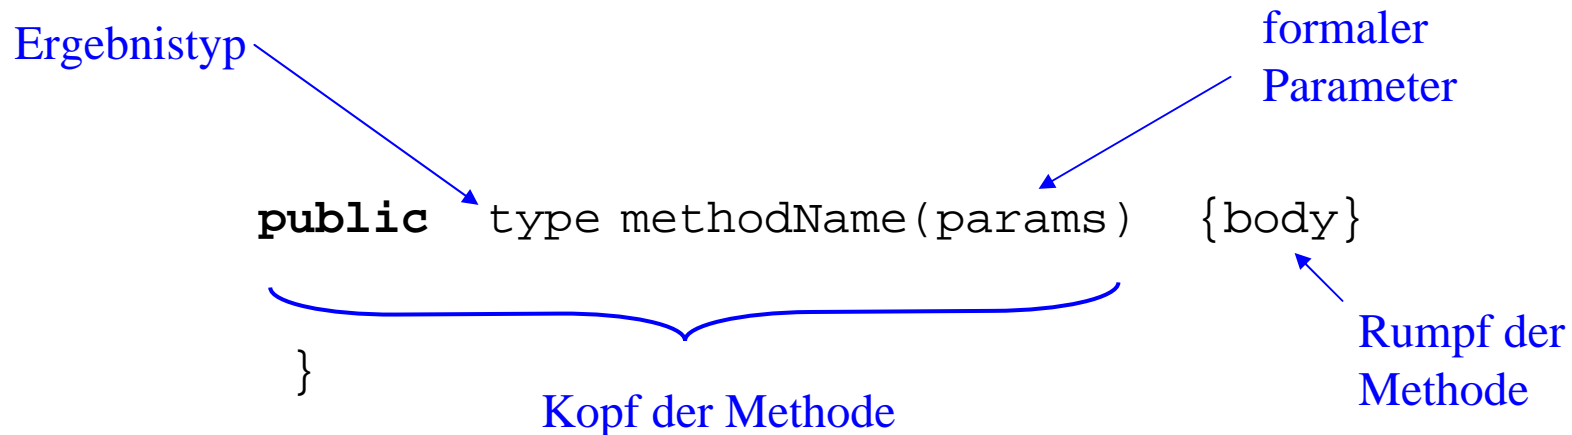 Ergebnistyp
formaler
Parameter
public type methodName(params) {body}
}
Kopf der Methode
Rumpf der
Methode